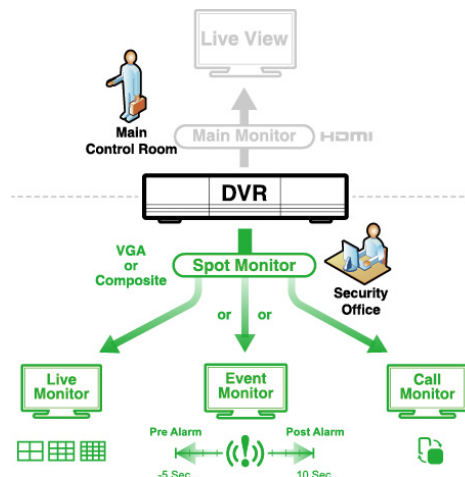 Live View
Main
Control Room
Main Monitor
HDMI
DVR
VGA
or
Composite
Spot Monitor
Security
Office
or
or
Live
Monitor
Event
Monitor
Call
Monitor
Pre Alarm
Post Alarm
-5 Sec
10 Sec